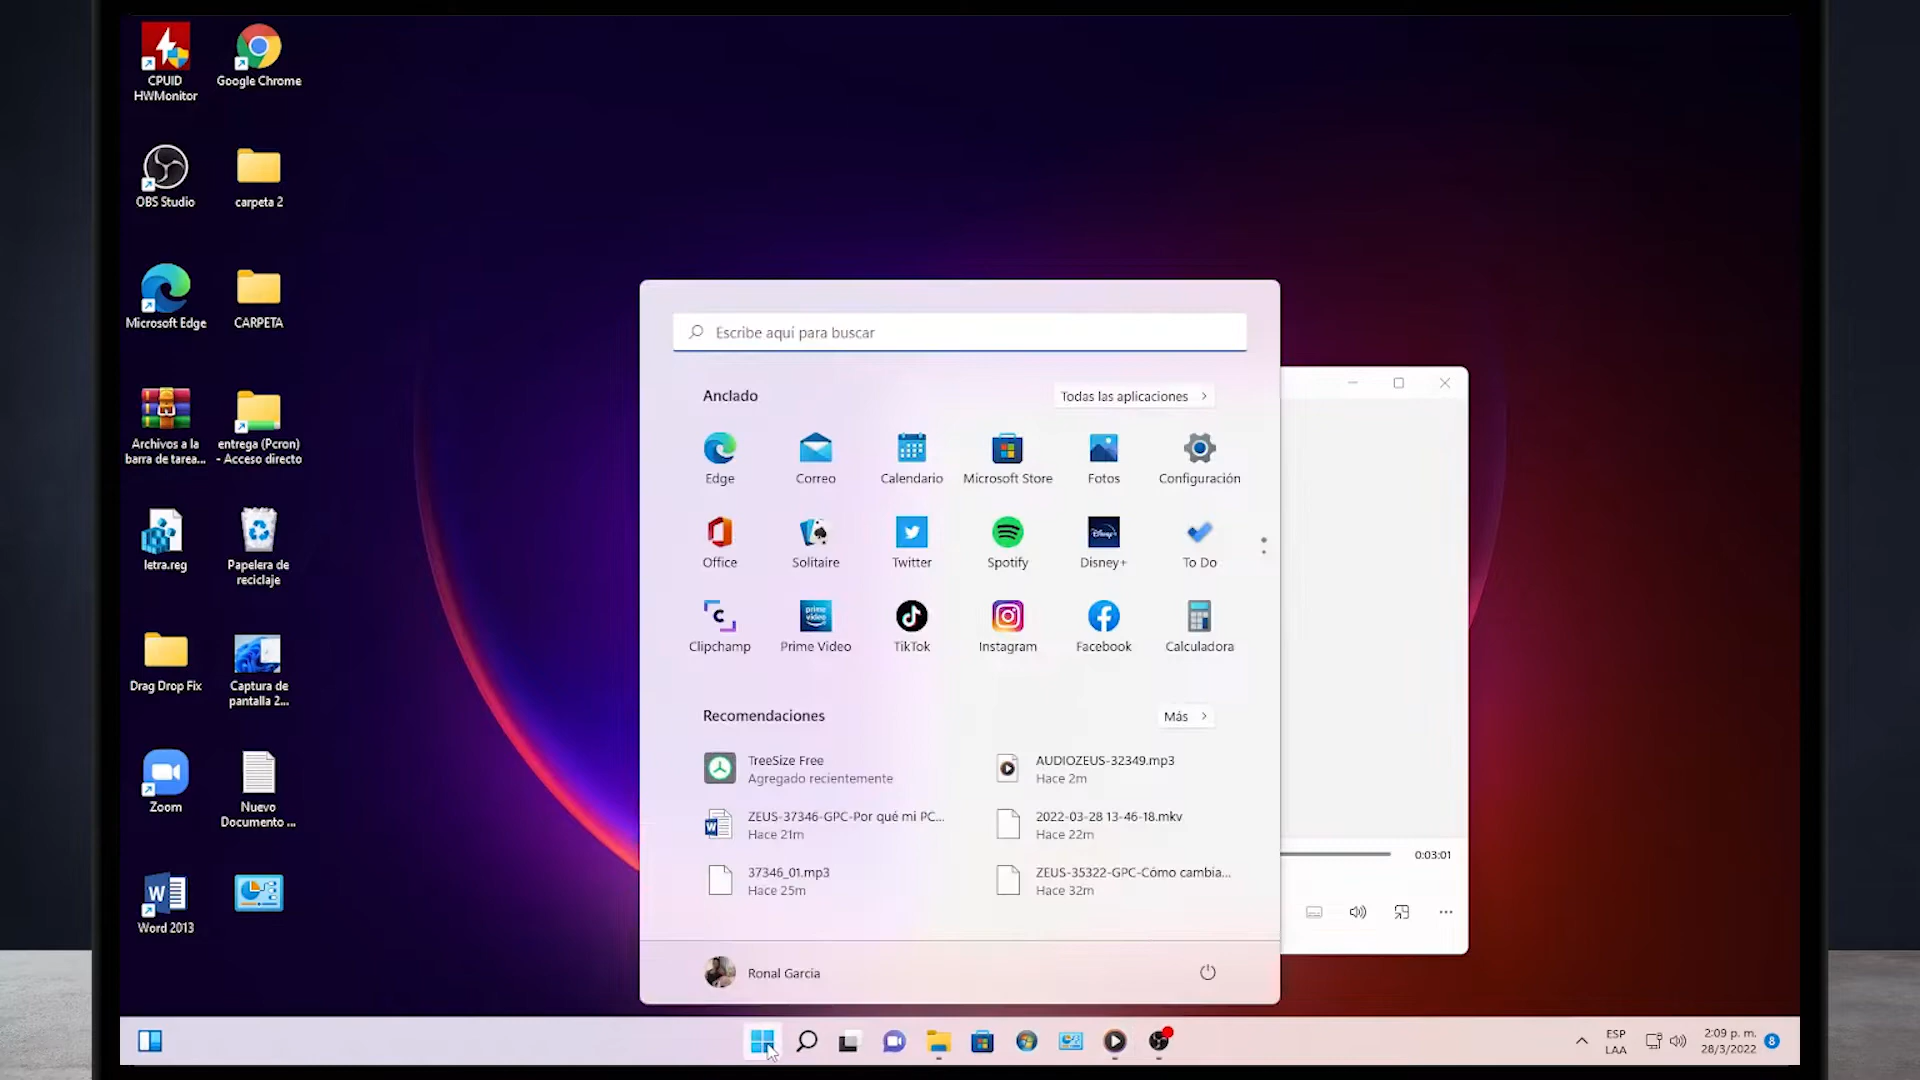 CPUID
HWMonitor
Google Chrome
OBS Studio
carpeta 2
Microsoft Edge
CARPETA
Archivos a la
barra de tarea...
entrega (Pcron)
- Acceso directo
letra.reg
Papelera de
reciclaje
Drag Drop Fix
Captura de
pantalla 2...
Zoom
Nuevo
Documento ...
Word 2013
Escribe aquí para buscar
Anclado
Todas las aplicaciones
Edge
Correo
Calendario
Microsoft Store
Fotos
Configuración
Office
Solitaire
Twitter
Spotify
Disney+
To Do
prime
video
Clipchamp
Prime Video
TikTok
Instagram
Facebook
Calculadora
Recomendaciones
Más
TreeSize Free
Agregado recientemente
AUDIOZEUS-32349.mp3
Hace 2m
ZEUS-37346-GPC-Por qué mi PC...
Hace 21m
2022-03-28 13-46-18.mkv
Hace 22m
37346_01.mp3
Hace 25m
ZEUS-35322-GPC-Cómo cambia...
Hace 32m
0:03:01
Ronal Garcia
ESP
LAA
2:09 p. m.
28/3/2022
8